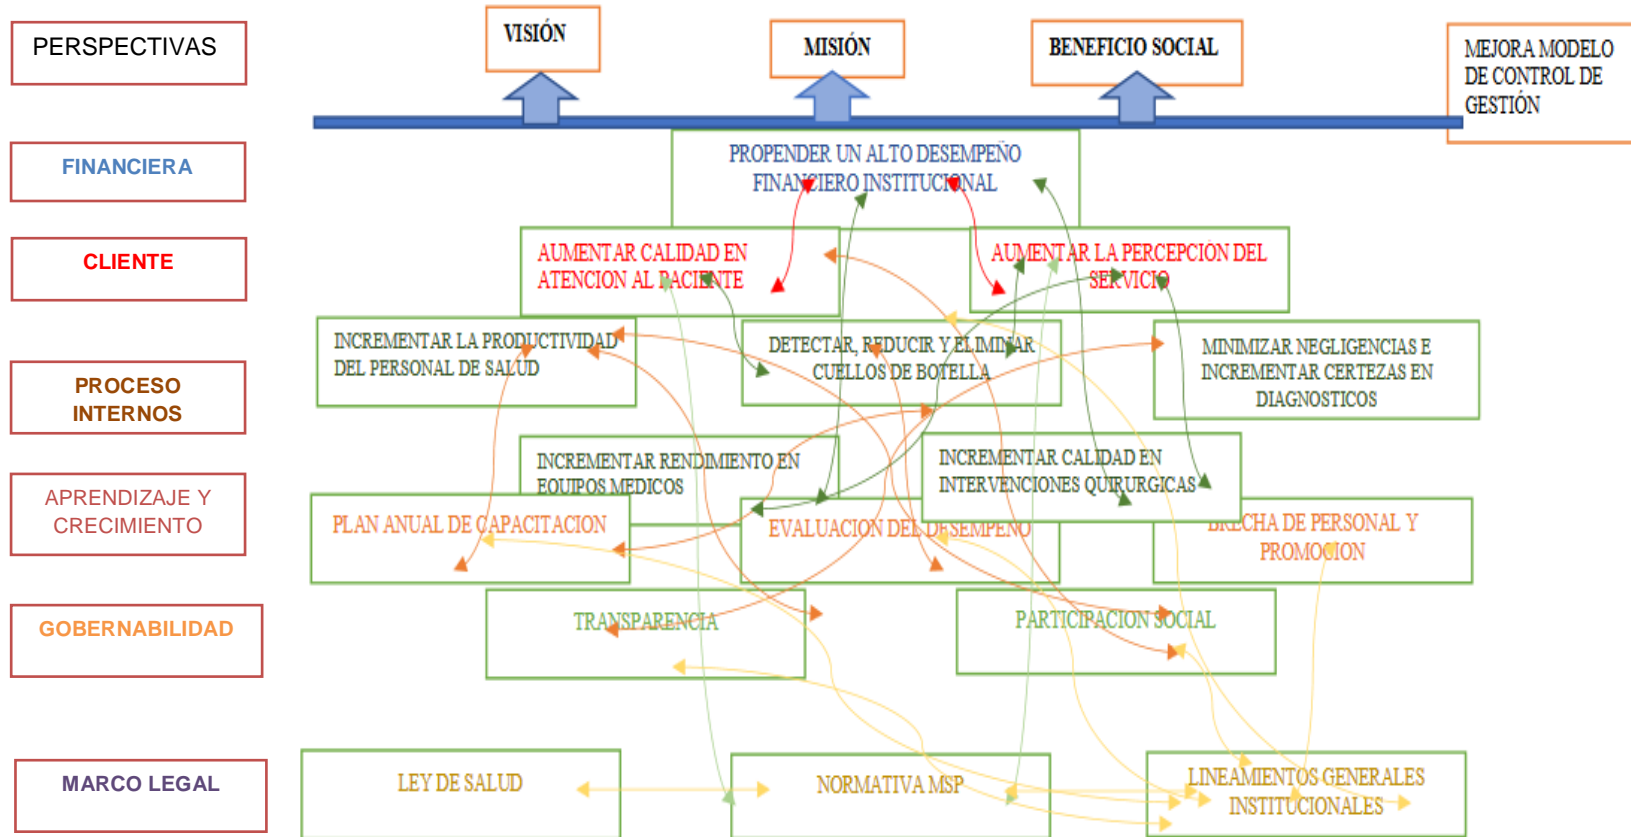 PERSPECTIVAS
VISIÓN
MISIÓN
BENEFICIO SOCIAL
MEJORA MODELO
DE CONTROL DE
GESTIÓN
FINANCIERA
PROPENDER UN ALTO DESEMPEÑO
FINANCIERO INSTITUCIONAL
CLIENTE
AUMENTAR CALIDAD EN
ATENCION AL PACIENTE
AUMENTAR LA PERCEPCIÓN DEL
SERVICIO
PROCESO
INTERNOS
INCREMENTAR LA PRODUCTIVIDAD
DEL PERSONAL DE SALUD
DETECTAR, REDUCIR Y ELIMINAR
CUELLOS DE BOTELLA
MINIMIZAR NEGLIGENCIAS E
INCREMENTAR CERTEZAS EN
DIAGNOSTICOS
INCREMENTAR RENDIMIENTO EN
EQUIPOS MEDICOS
INCREMENTAR CALIDAD EN
INTERVENCIONES QUIRURGICAS
APRENDIZAJE Y
CRECIMIENTO
PLAN ANUAL DE CAPACITACION
EVALUACION DEL DESEMPEÑO
BRECHA DE PERSONAL Y
PROMOCION
GOBERNABILIDAD
TRANSPARENCIA
PARTICIPACION SOCIAL
MARCO LEGAL
LEY DE SALUD
NORMATIVA MSP
LINEAMIENTOS GENERALES
INSTITUCIONALES